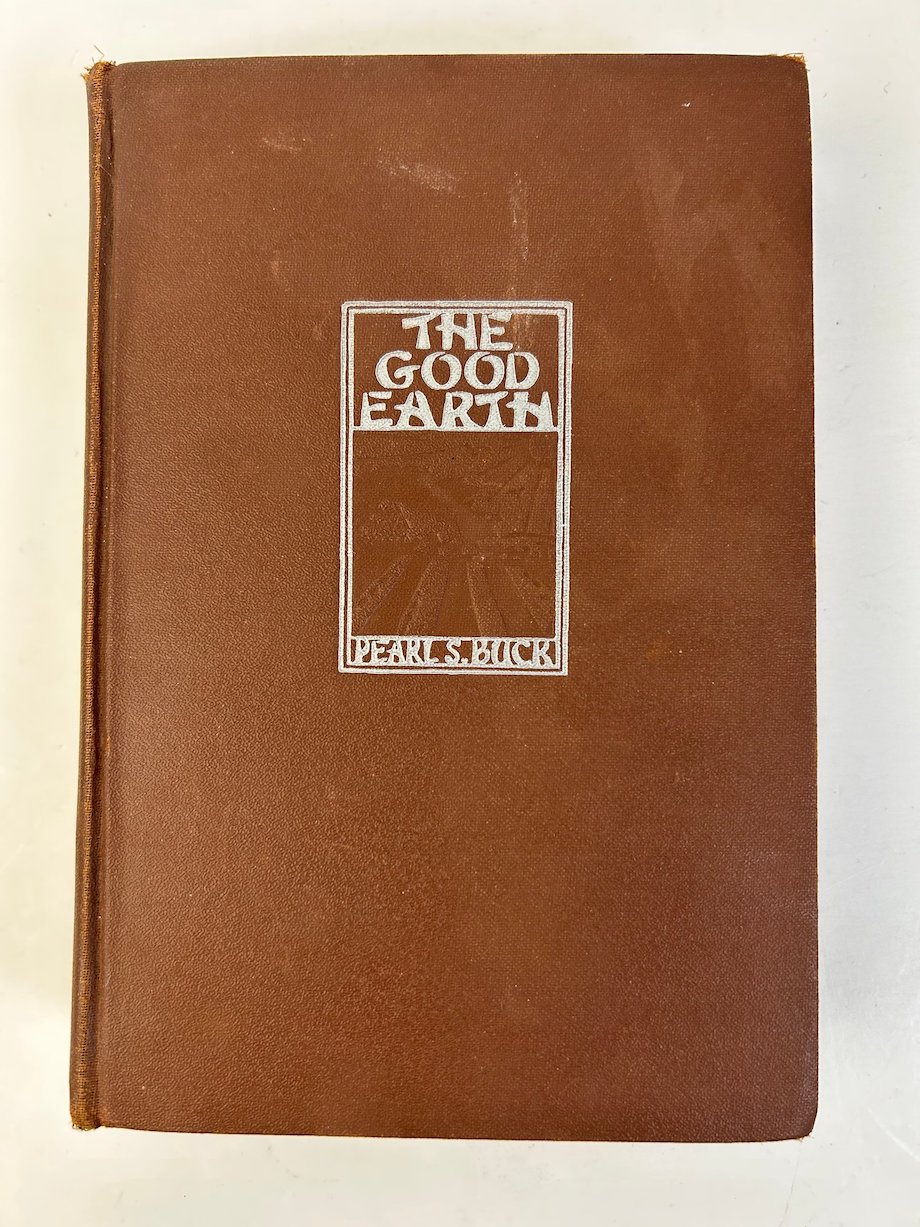 THE
GOOD
EARTH
PEARL S. BUCK